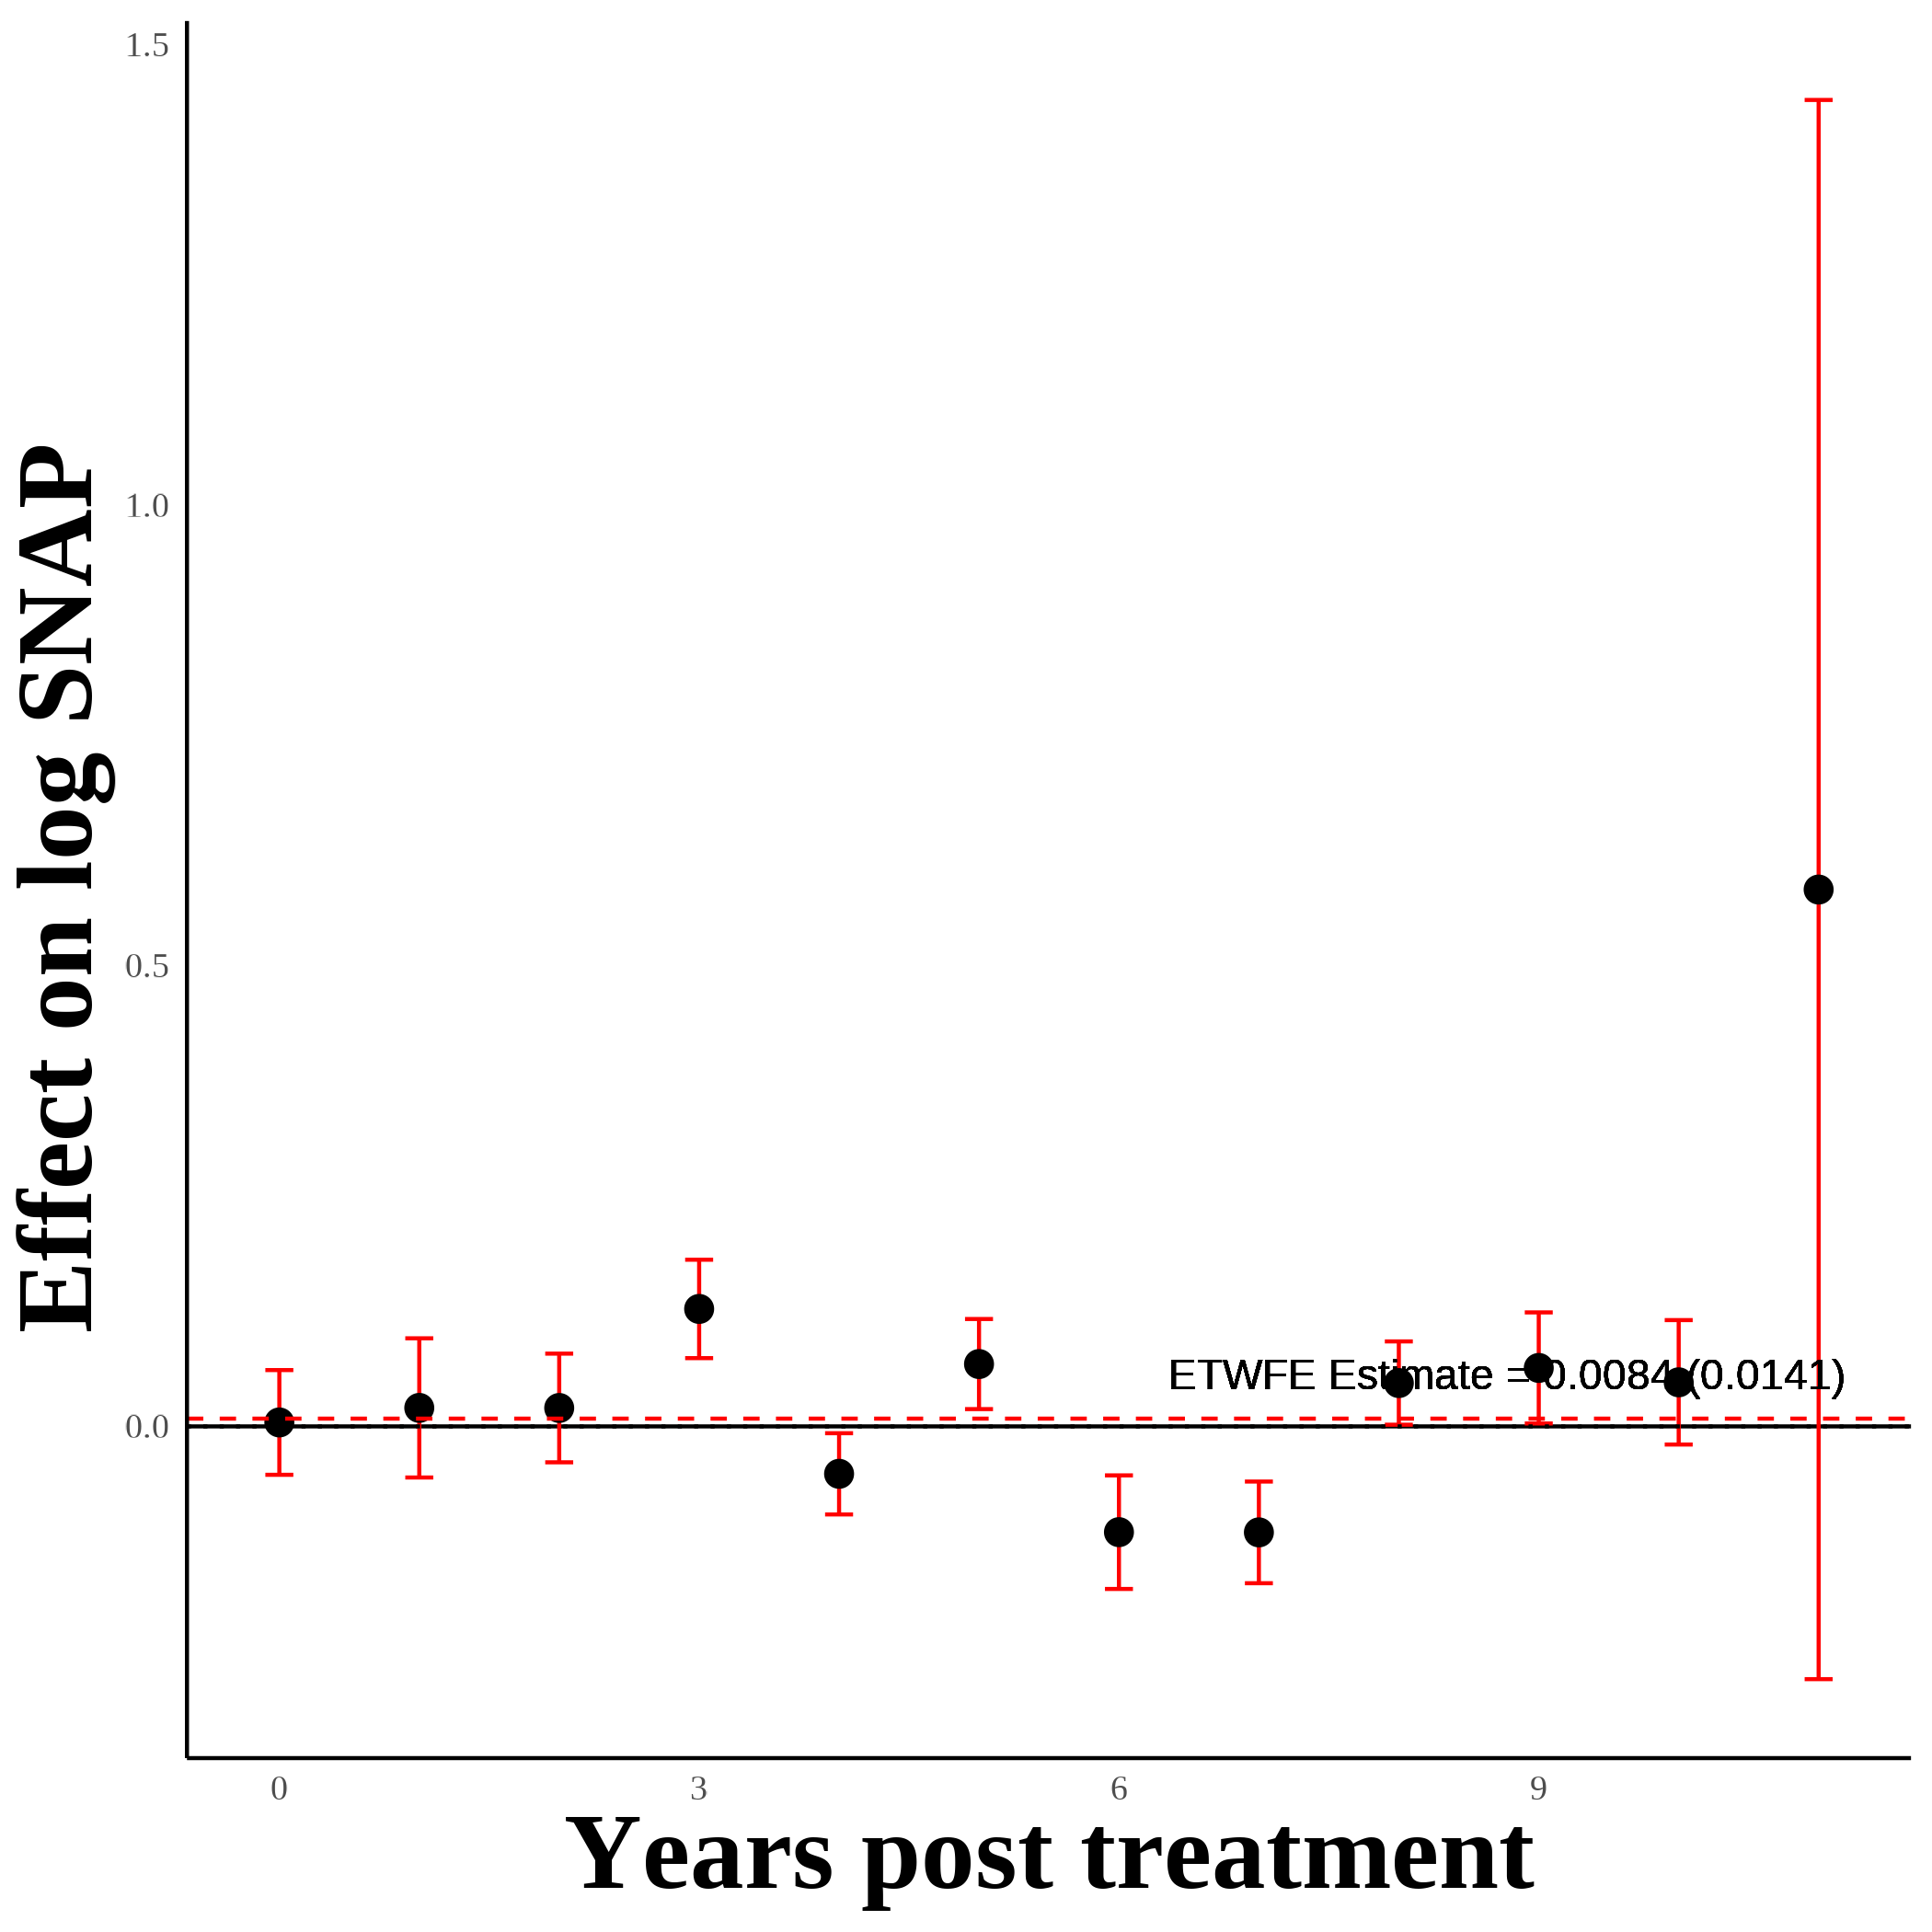 Effect on log SNAP
1.5
1.0
0.5
0.0
ETWFE Estimate = 0.0084 (0.0141)
0 3 6 9
Years post treatment